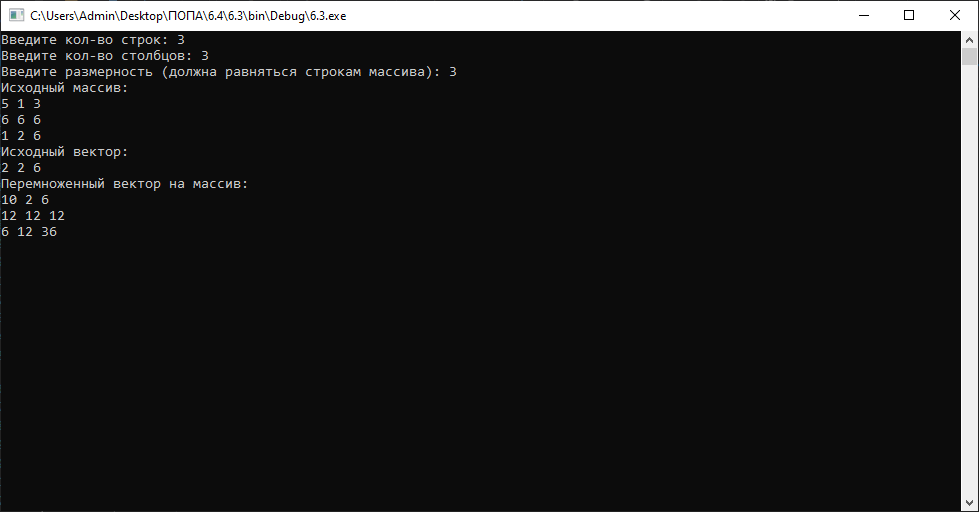 C:\Users\Admin\Desktop\ПОПА\6.4\6.3\bin\Debug\6.3.exe
Введите кол-во строк: 3
Введите кол-во столбцов: 3
Введите размерность (должна равняться строкам массива): 3
Исходный массив:
5 1 3
6 6 6
1 2 6
Исходный вектор:
2 2 6
Перемноженный вектор на массив:
10 2 6
12 12 12
6 12 36